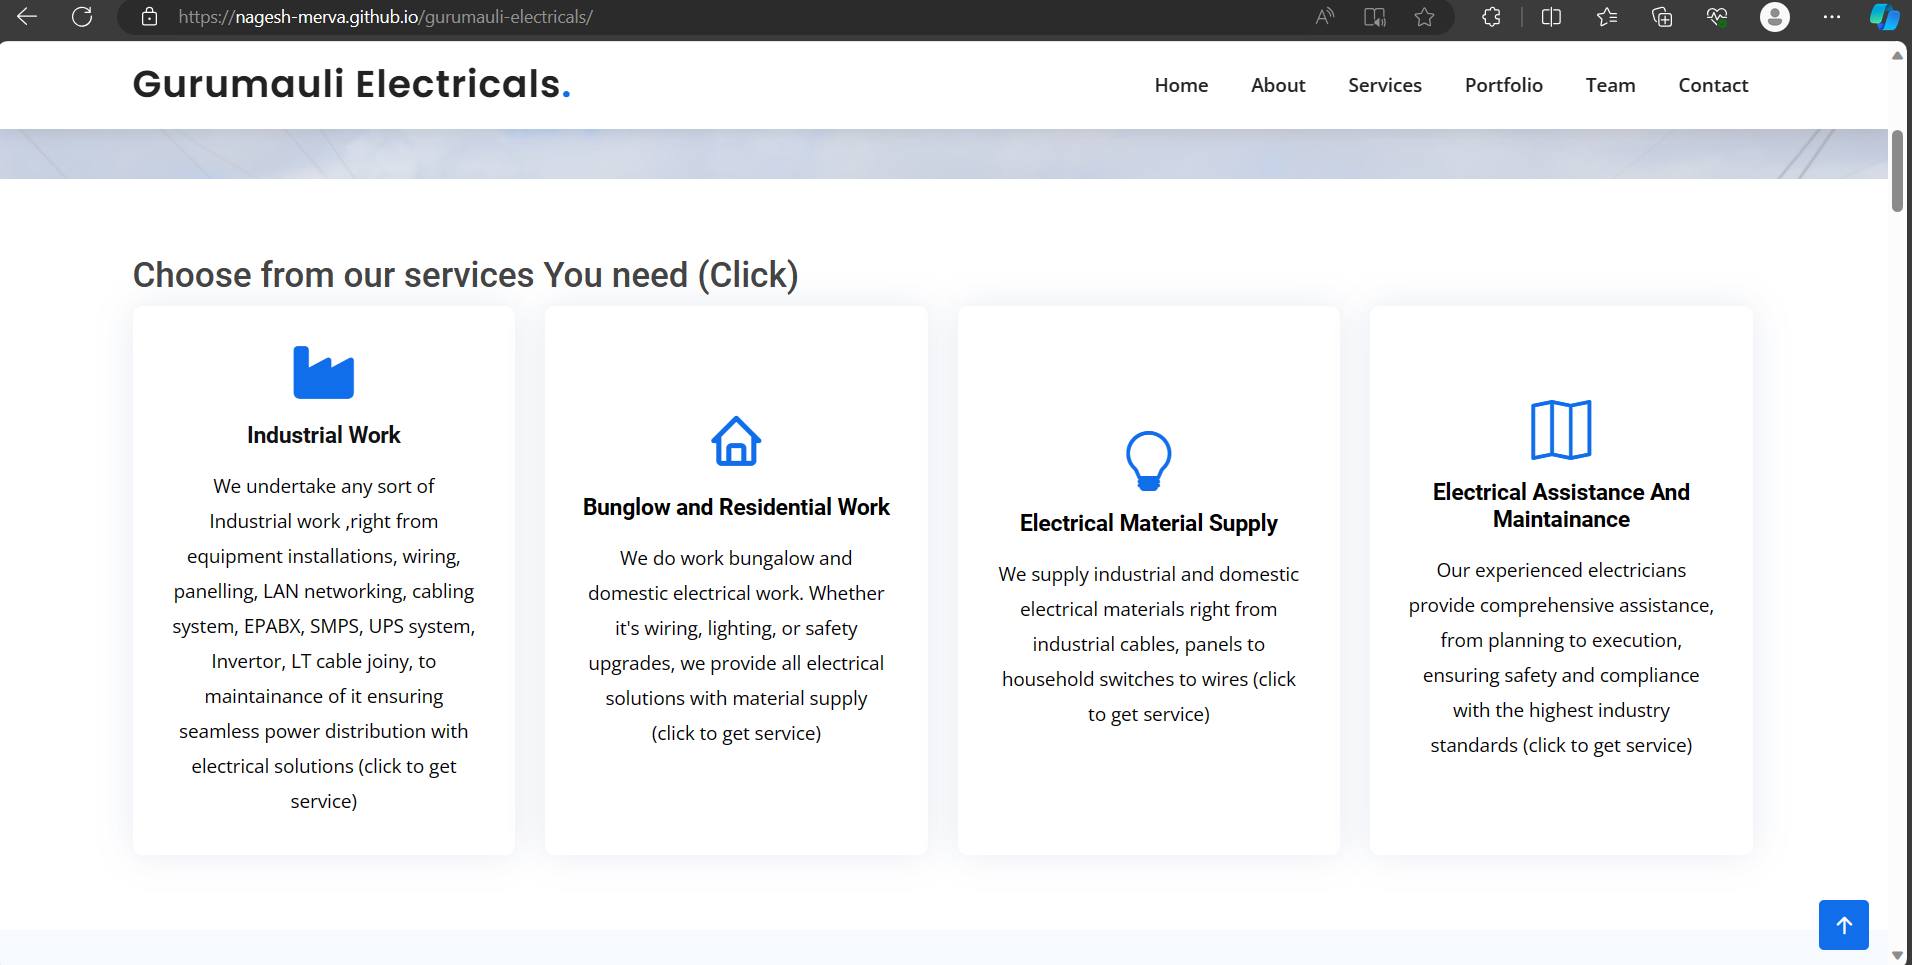 https://nagesh-merva.github.io/gurumauli-electricals/
Gurumauli Electricals.
Home About Services Portfolio Team Contact
Choose from our services You need (Click)
Industrial Work
We undertake any sort of
Industrial work ,right from
equipment installations, wiring,
panelling, LAN networking, cabling
system, EPABX, SMPS, UPS system,
Invertor, LT cable joiny, to
maintainance of it ensuring
seamless power distribution with
electrical solutions (click to get
service)
Bunglow and Residential Work
We do work bungalow and
domestic electrical work. Whether
it's wiring, lighting, or safety
upgrades, we provide all electrical
solutions with material supply
(click to get service)
Electrical Material Supply
We supply industrial and domestic
electrical materials right from
industrial cables, panels to
household switches to wires (click
to get service)
Electrical Assistance And
Maintainance
Our experienced electricians
provide comprehensive assistance,
from planning to execution,
ensuring safety and compliance
with the highest industry
standards (click to get service)